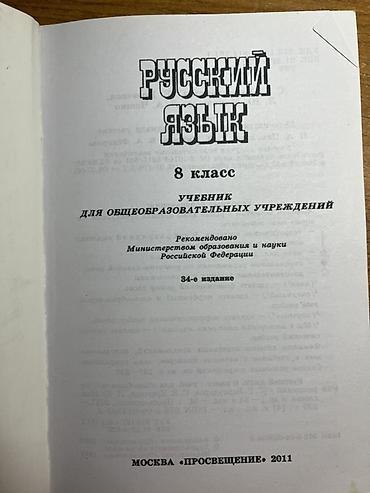 РУССКИЙ
ЯЗЫК
8 класс
УЧЕБНИК
ДЛЯ ОБЩЕОБРАЗОВАТЕЛЬНЫХ УЧРЕЖДЕНИЙ
Рекомендовано
Министерством образования и науки
Российской Федерации
34-е издание
МОСКВА «ПРОСВЕЩЕНИЕ» 2011